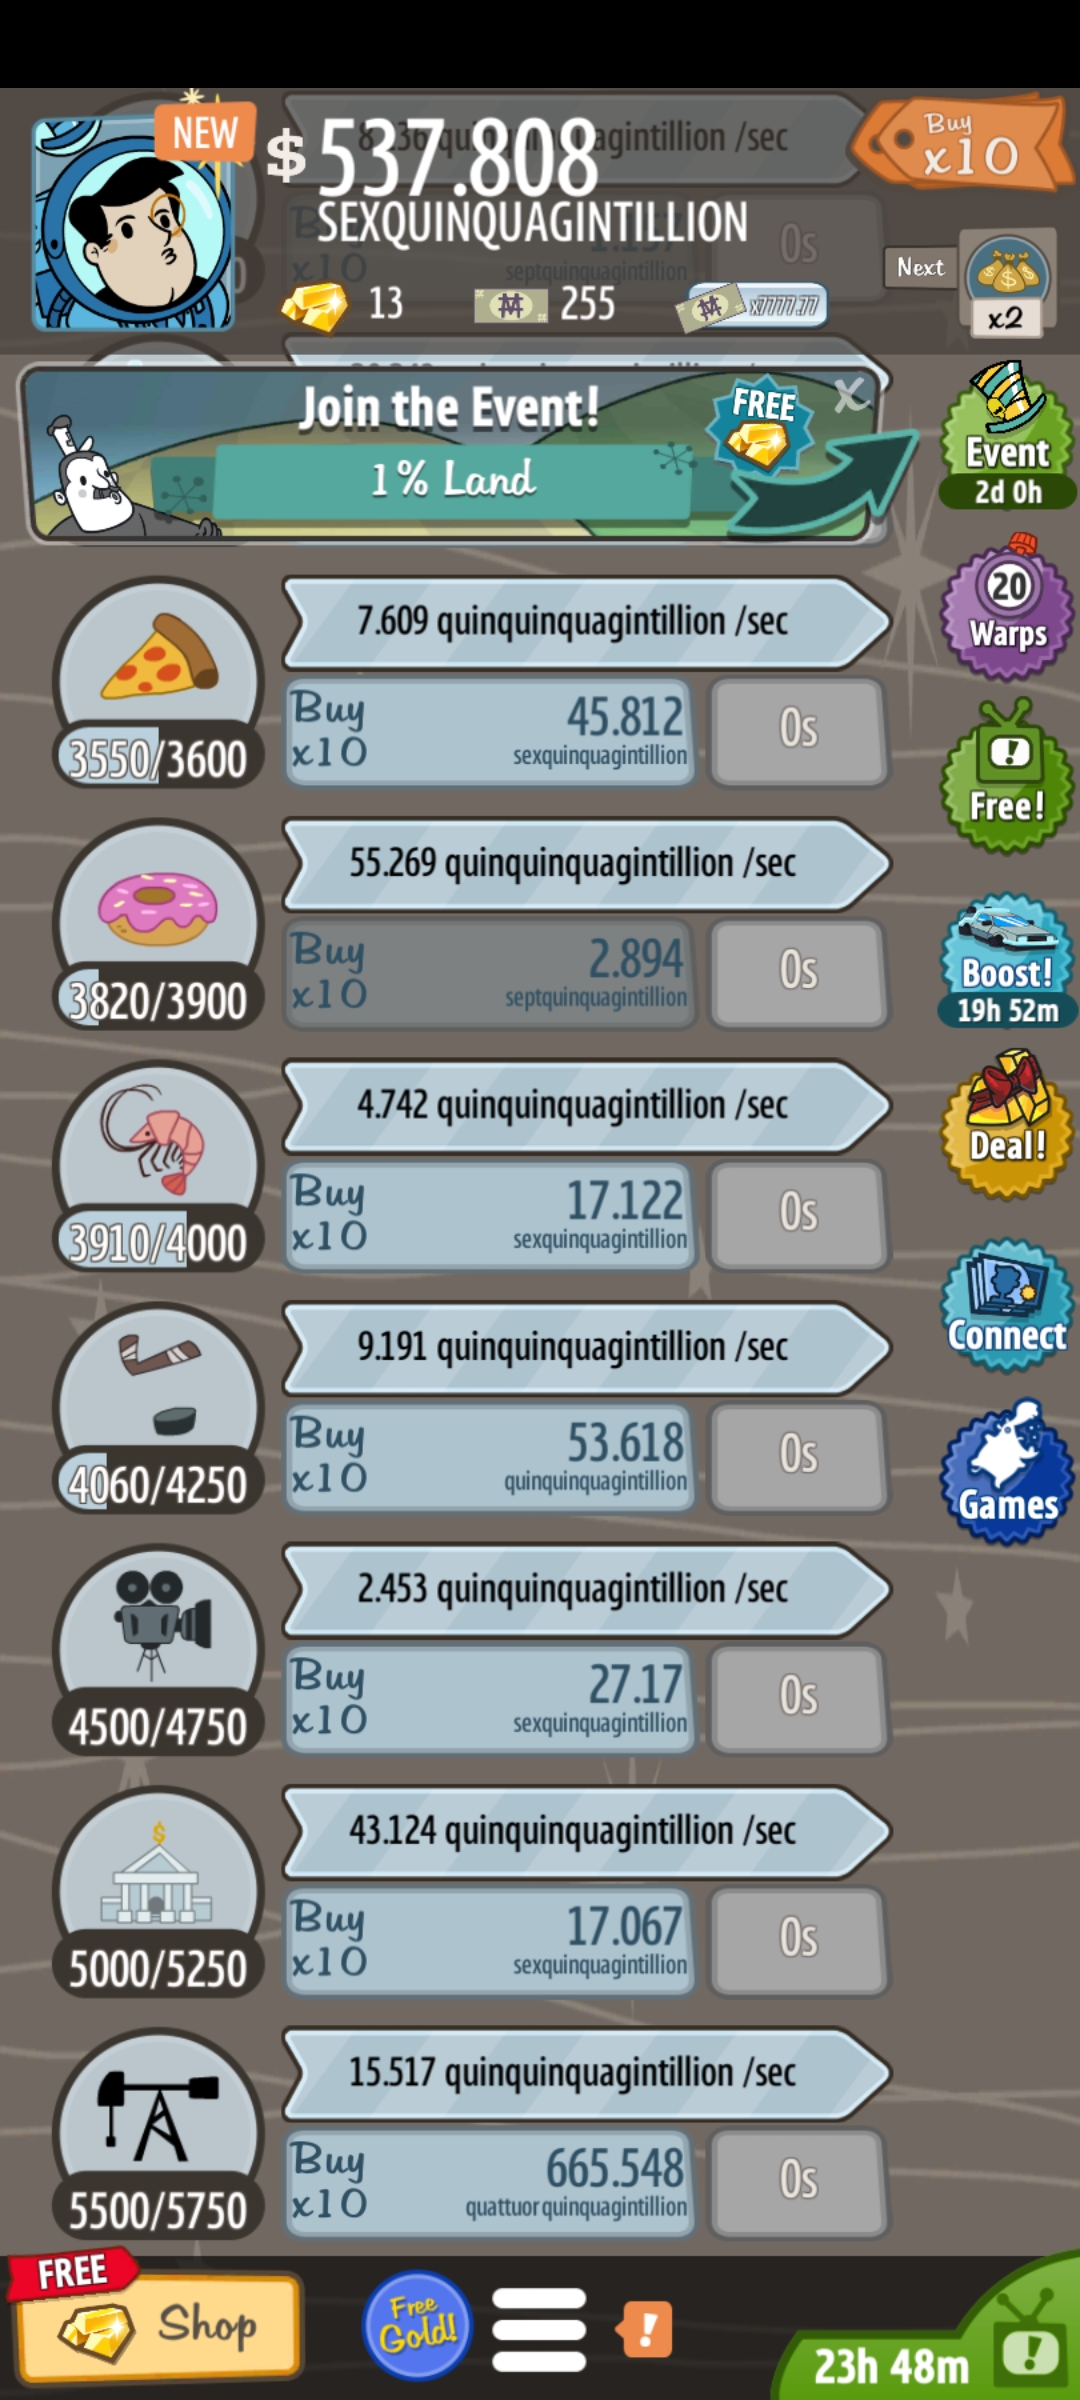 NEW
$ 537.808
SEXQUINQUAGINTILLION
Buy
x10
quinquagintillion /sec
Buy
x10
septquinquagintillion
0s
13
255
x7777.77
Next
x2
Join the Event!
1% Land
FREE
X
Event
2d 0h
7.609 quinquinquagintillion /sec
Buy
x10
45.812
sexquinquagintillion
0s
3550/3600
20
Warps
Free!
55.269 quinquinquagintillion /sec
Buy
x10
2.894
septquinquagintillion
0s
3820/3900
Boost!
19h 52m
4.742 quinquinquagintillion /sec
Buy
x10
17.122
sexquinquagintillion
0s
3910/4000
Deal!
Connect
9.191 quinquinquagintillion /sec
Buy
x10
53.618
quinquinquagintillion
0s
4060/4250
Games
2.453 quinquinquagintillion /sec
Buy
x10
27.17
sexquinquagintillion
0s
4500/4750
43.124 quinquinquagintillion /sec
Buy
x10
17.067
sexquinquagintillion
0s
5000/5250
15.517 quinquinquagintillion /sec
Buy
x10
665.548
quattuorquinquagintillion
0s
5500/5750
FREE
Shop
Free
Gold!
!
23h 48m